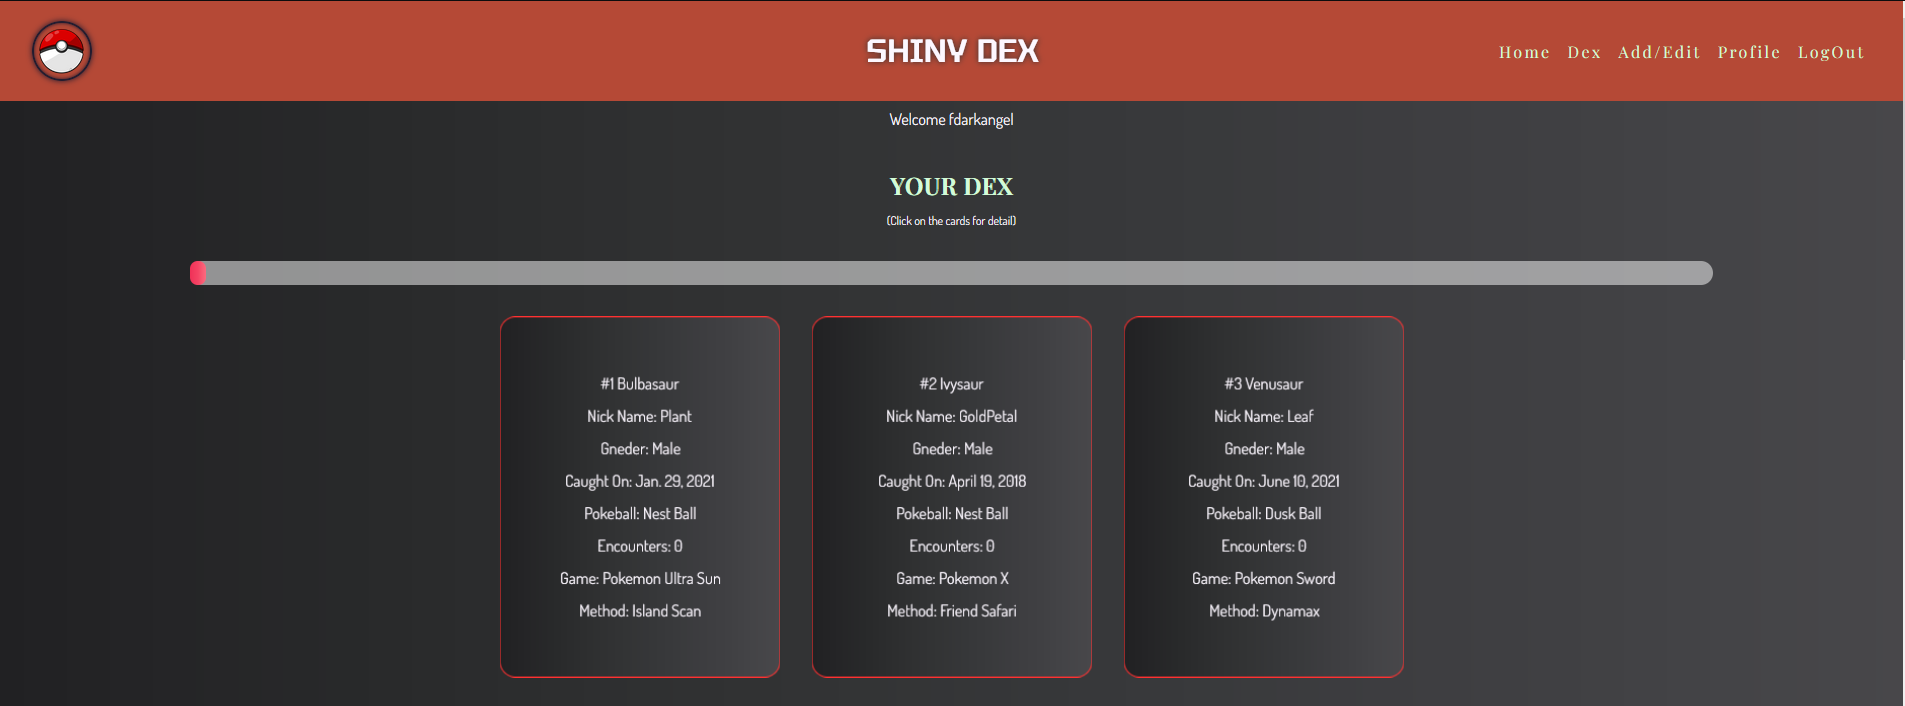 SHINY DEX
Home Dex Add/Edit Profile LogOut
Welcome fdarkangel
YOUR DEX
(Click on the cards for detail)
#1 Bulbasaur
Nick Name: Plant
Gneder: Male
Caught On: Jan. 29, 2021
Pokeball: Nest Ball
Encounters: 0
Game: Pokemon Ultra Sun
Method: Island Scan
#2 Ivysaur
Nick Name: GoldPetal
Gneder: Male
Caught On: April 19, 2018
Pokeball: Nest Ball
Encounters: 0
Game: Pokemon X
Method: Friend Safari
#3 Venusaur
Nick Name: Leaf
Gneder: Male
Caught On: June 10, 2021
Pokeball: Dusk Ball
Encounters: 0
Game: Pokemon Sword
Method: Dynamax